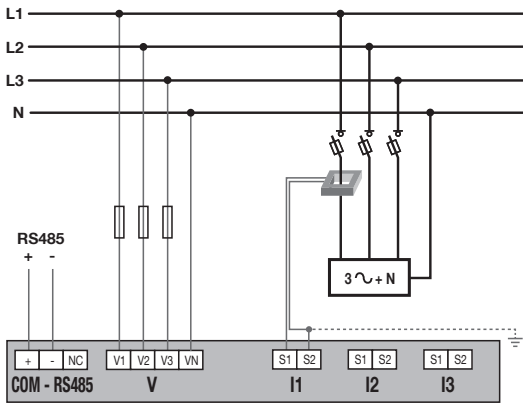 L1
L2
L3
N
RS485
+ -
3 ∿ + N
+ - NC V1 V2 V3 VN S1 S2 S1 S2 S1 S2
COM - RS485 V I1 I2 I3